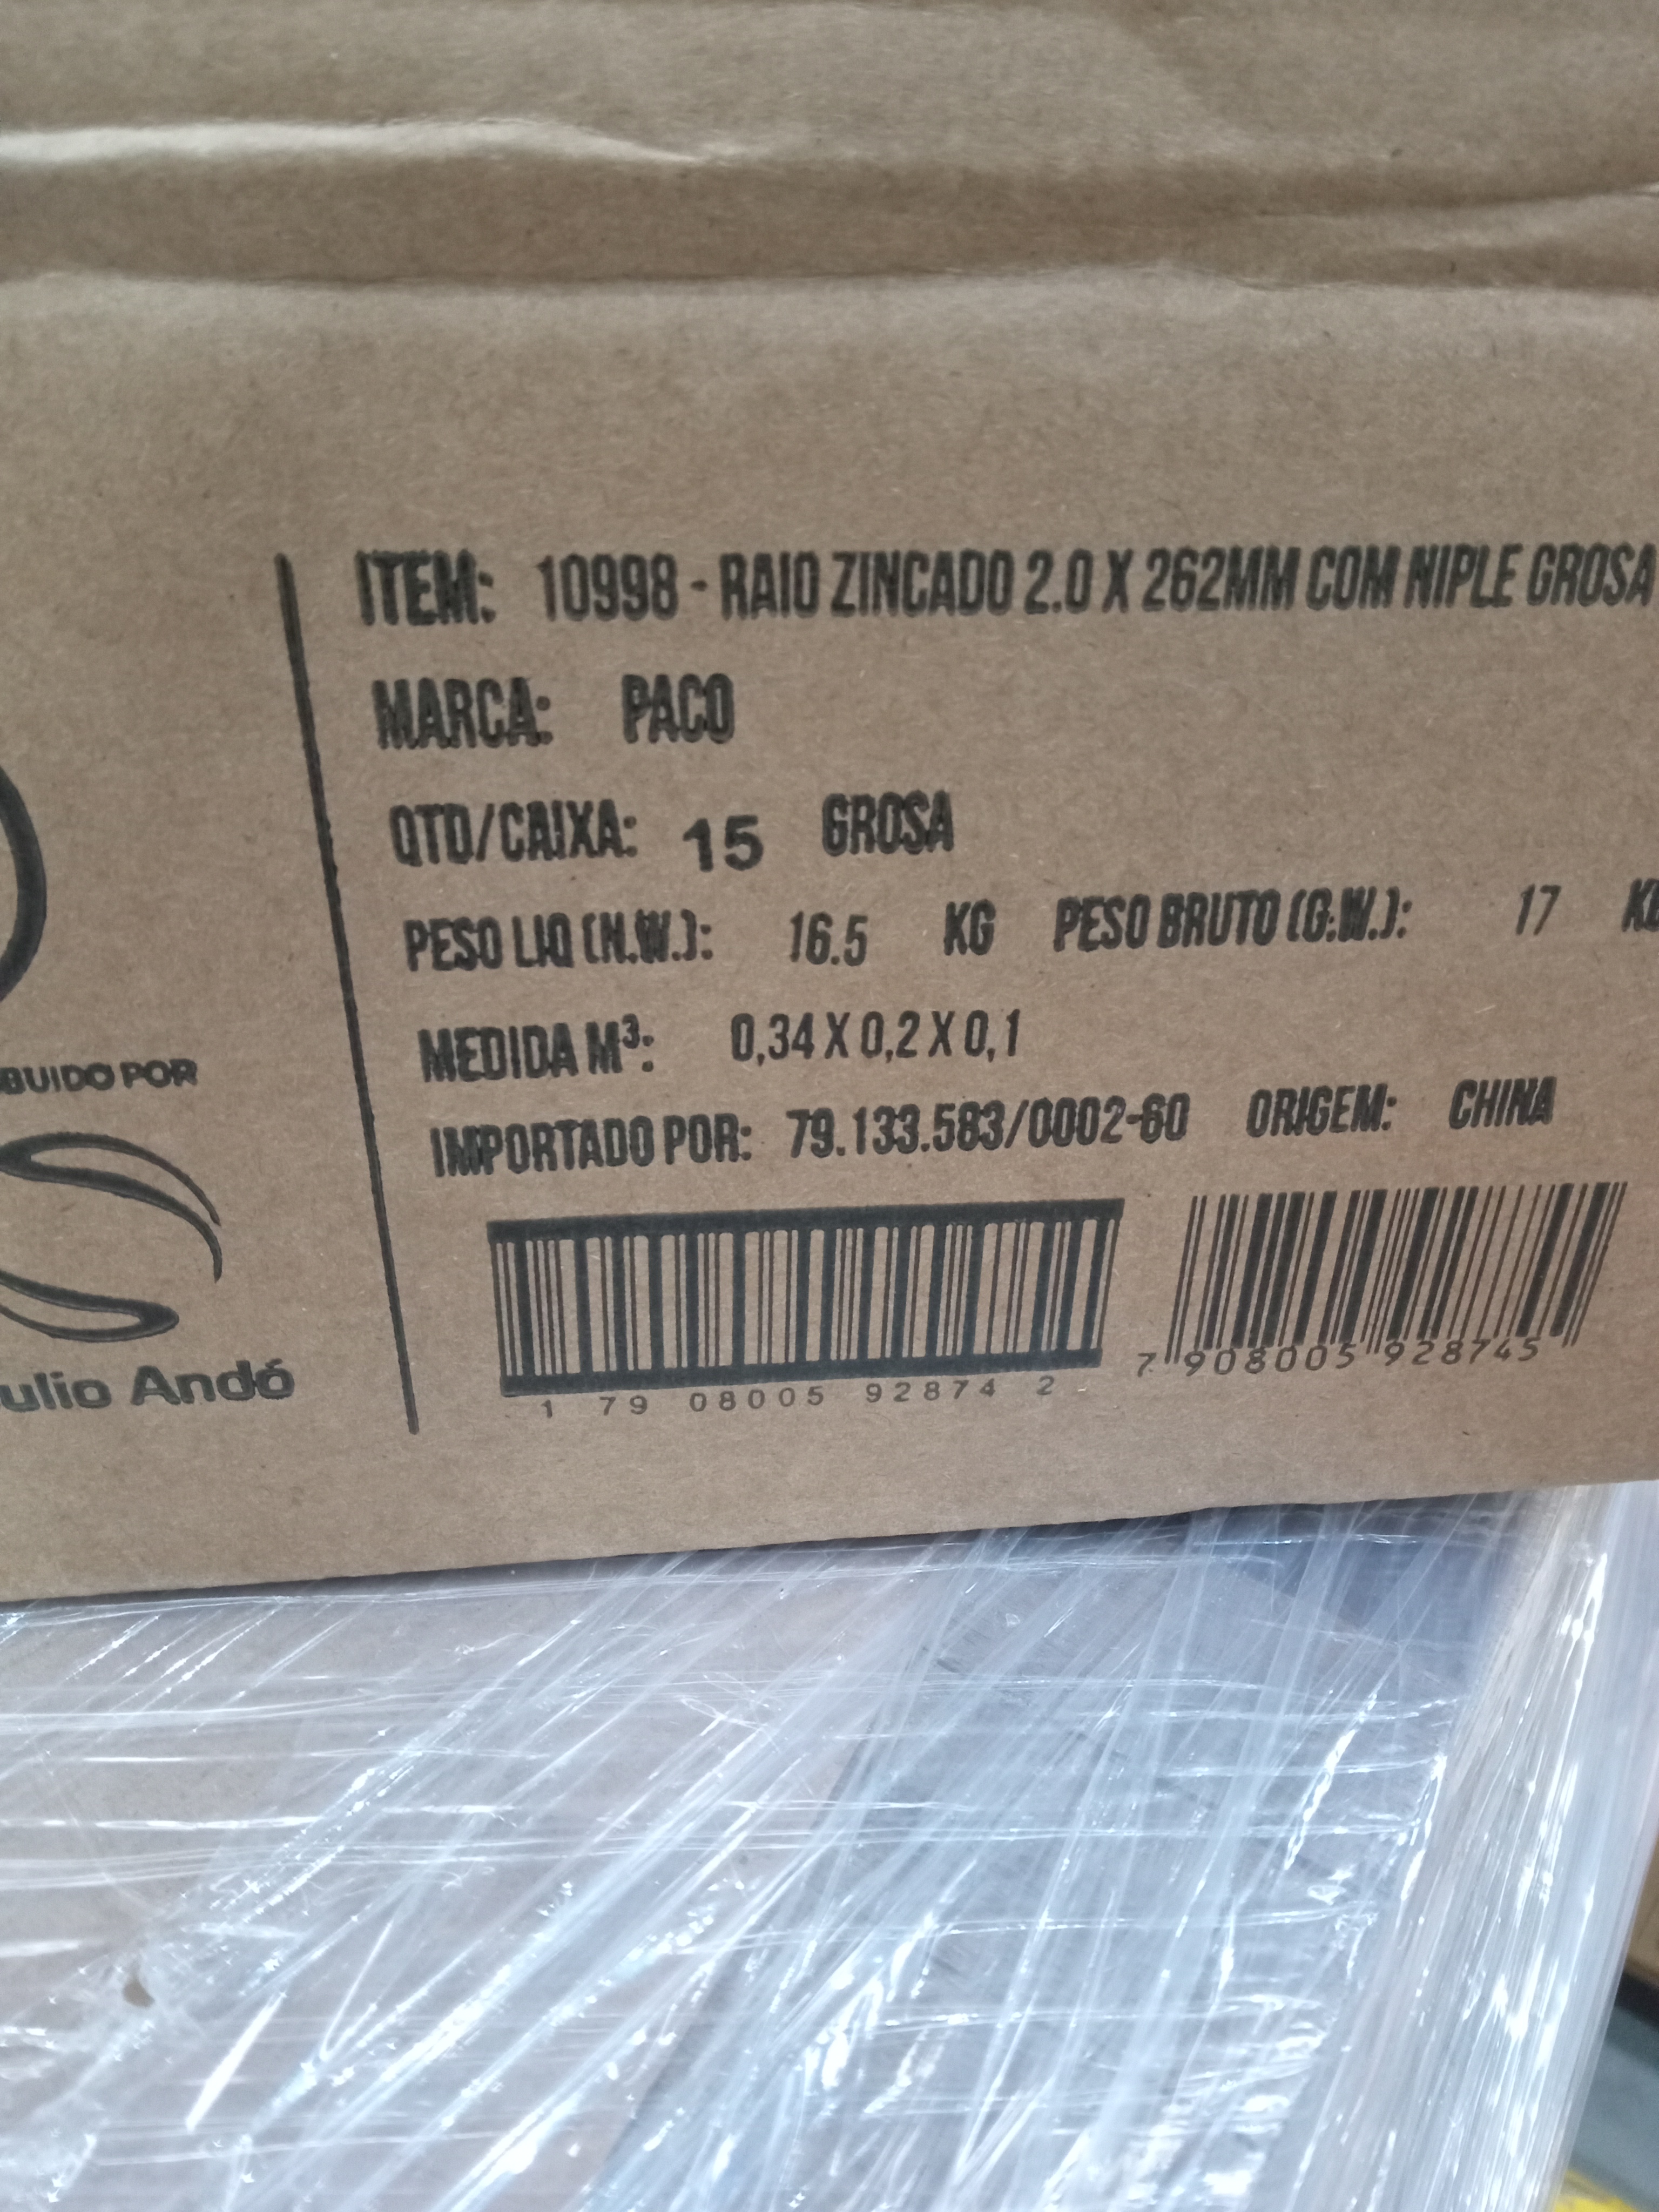 ITEM: 10998 - RAIO ZINCADO 2.0 X 262MM COM NIPLE GROSA
MARCA: PACO
QTD/CAIXA: 15 GROSA
PESO LIQ (N.W.): 16.5 KG PESO BRUTO (G.W.): 17
MEDIDA M³: 0,34 X 0,2 X 0,1
IMPORTADO POR: 79.133.583/0002-60 ORIGEM: CHINA
1 79 08005 92874 2
7 908005 928745
BUIDO POR
ulio Andó